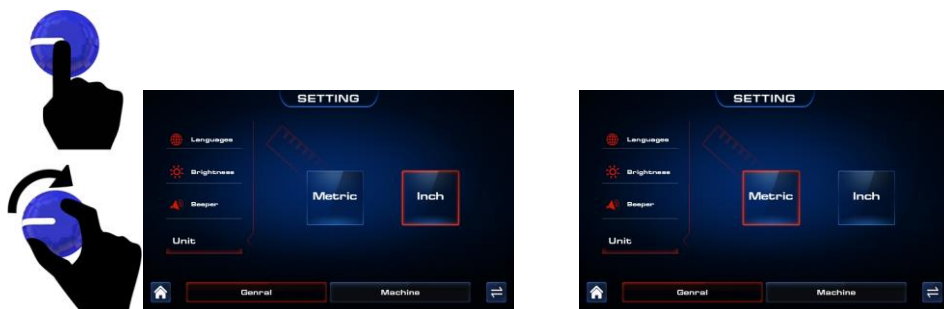 SETTING
Languages
Brightness
Beeper
Unit
Metric
Inch
Genral
Machine
SETTING
Languages
Brightness
Beeper
Unit
Metric
Inch
Genral
Machine